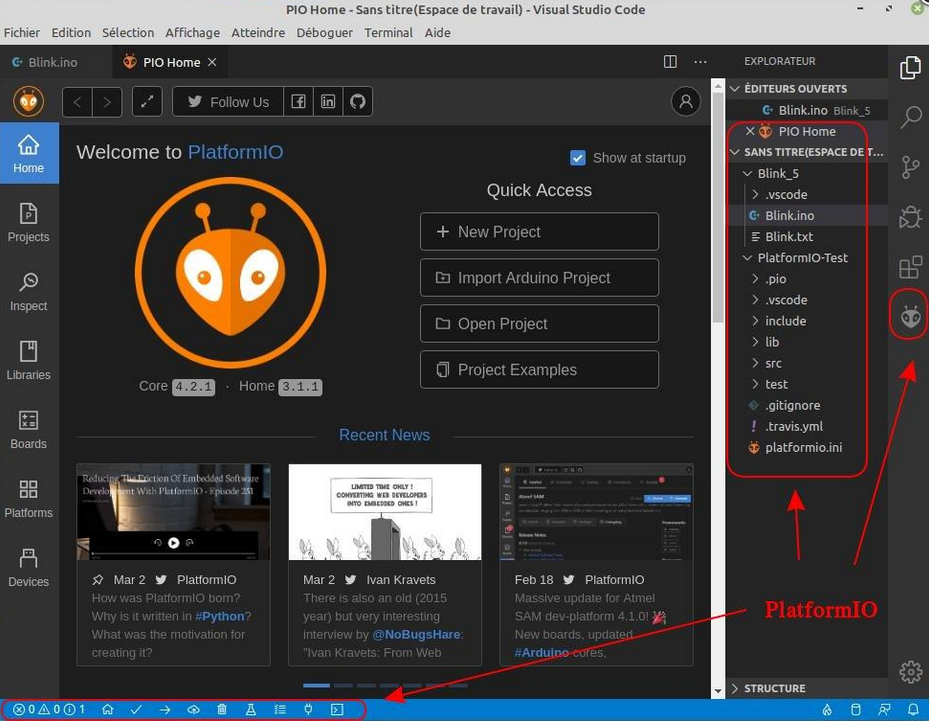 PIO Home - Sans titre(Espace de travail) - Visual Studio Code
Fichier Edition Sélection Affichage Atteindre Déboguer Terminal Aide
Blink.ino PIO Home
Follow Us
Home
Projects
Inspect
Libraries
Boards
Platforms
Devices
Welcome to PlatformIO
Show at startup
Core 4.2.1 · Home 3.1.1
Quick Access
New Project
Import Arduino Project
Open Project
Project Examples
Recent News
Reducing The Friction Of Embedded Software
Development With PlatformIO - Episode 251
Mar 2 PlatformIO
How was PlatformIO born?
Why is it written in #Python?
What was the motivation for
creating it?
LIMITED TIME ONLY !
CONVERTING WEB DEVELOPERS
INTO EMBEDDED ONES !
Mar 2 Ivan Kravets
There is also an old (2015
year) but very interesting
interview by @NoBugsHare:
"Ivan Kravets: From Web
Atmel SAM
Feb 18 PlatformIO
Massive update for Atmel
SAM dev-platform 4.1.0! 🎉
New boards, updated
#Arduino cores,
EXPLORATEUR
ÉDITEURS OUVERTS
Blink.ino Blink_5
PIO Home
SANS TITRE(ESPACE DE T...
Blink_5
.vscode
Blink.ino
Blink.txt
PlatformIO-Test
.pio
.vscode
include
lib
src
test
.gitignore
.travis.yml
platformio.ini
PlatformIO
STRUCTURE
0 0 1